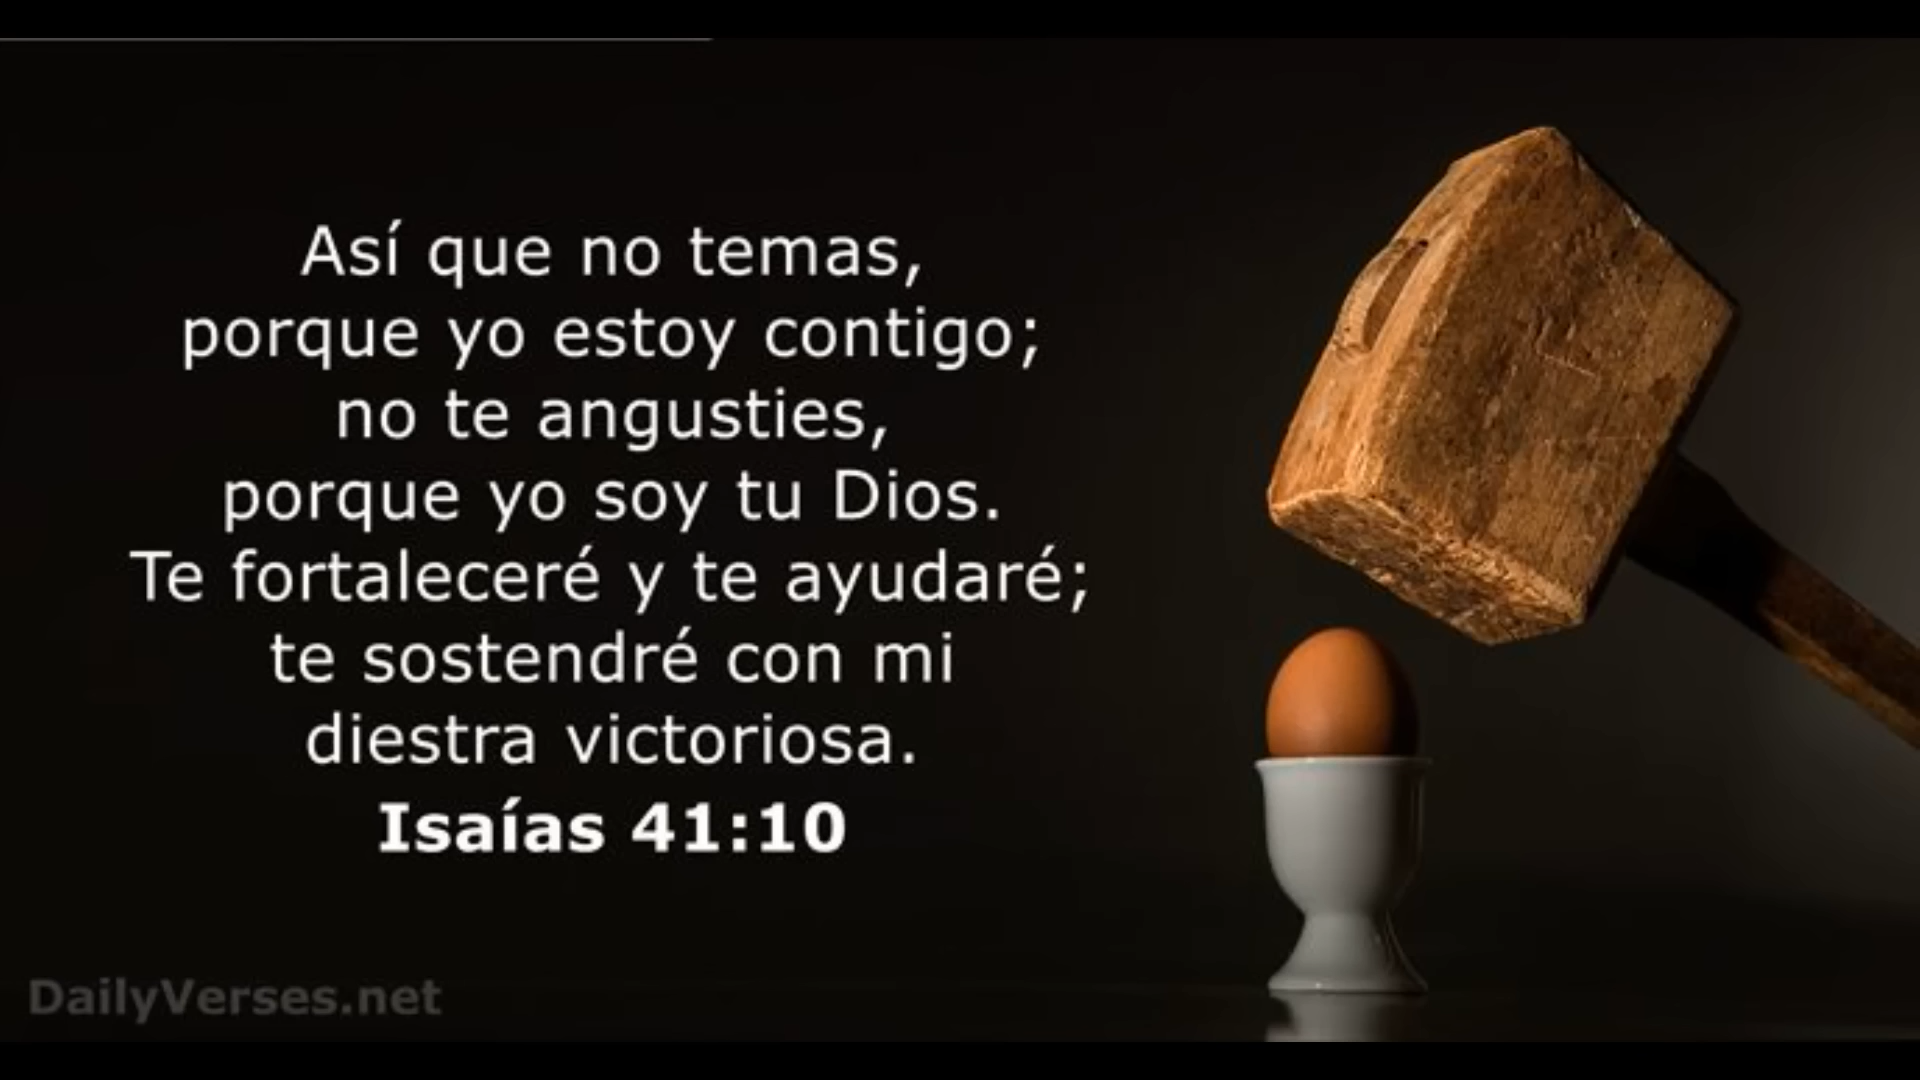 Así que no temas,
porque yo estoy contigo;
no te angusties,
porque yo soy tu Dios.
Te fortaleceré y te ayudaré;
te sostendré con mi
diestra victoriosa.
Isaías 41:10
DailyVerses.net